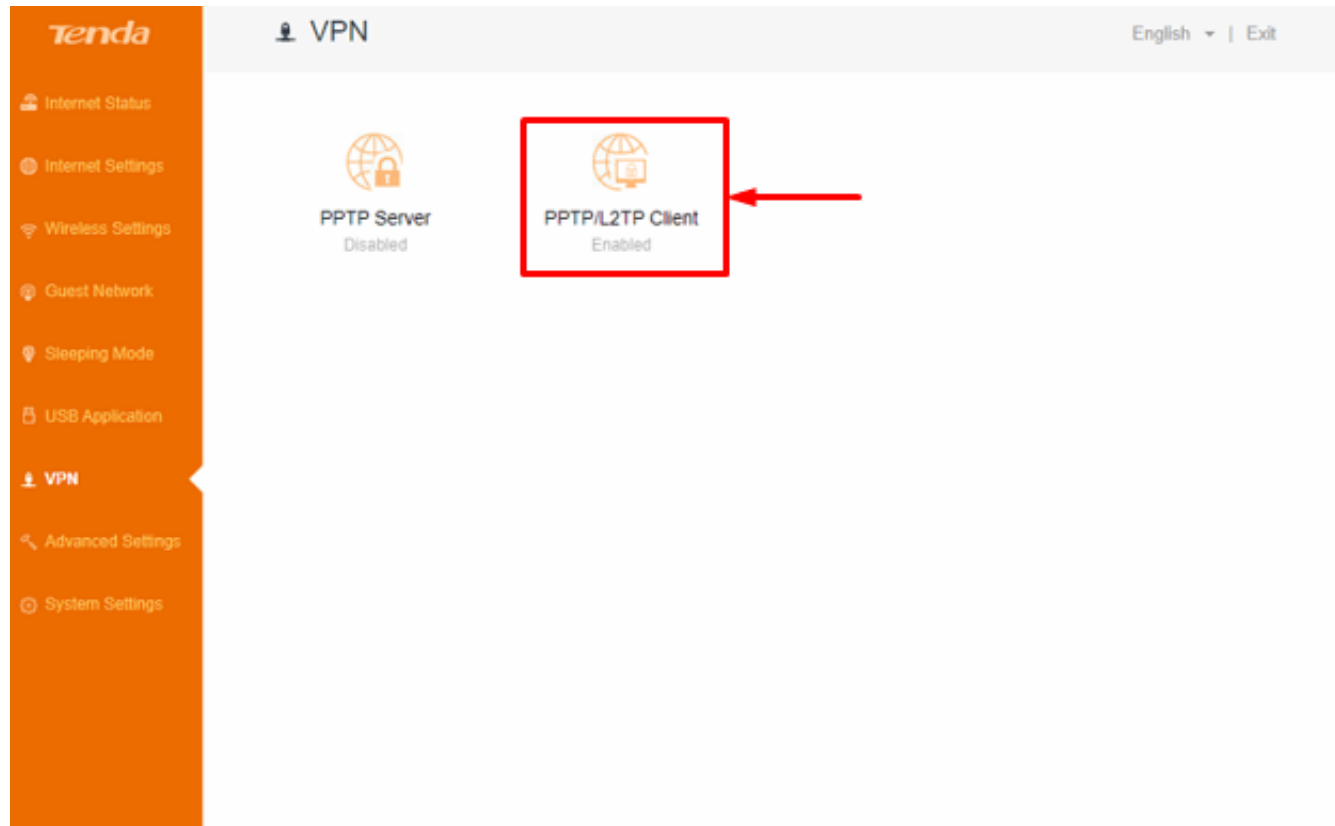 Tenda
VPN
English | Exit
Internet Status
Internet Settings
Wireless Settings
Guest Network
Sleeping Mode
USB Application
VPN
Advanced Settings
System Settings
PPTP Server
Disabled
PPTP/L2TP Client
Enabled